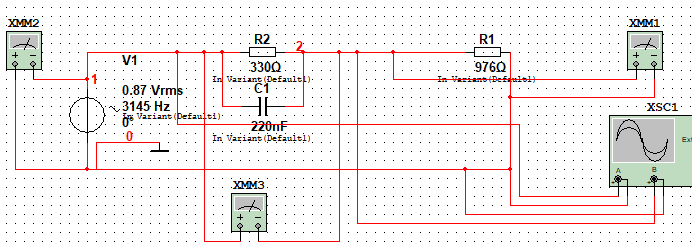 XMM2
XMM1
R2
2
R1
V1
330Ω
976Ω
In Variant(Default1)
In Variant(Default1)
1
C1
0.87 Vrms
3145 Hz
XSC1
In Variant(Default1)
0°
220nF
0
In Variant(Default1)
Ext
A
B
XMM3